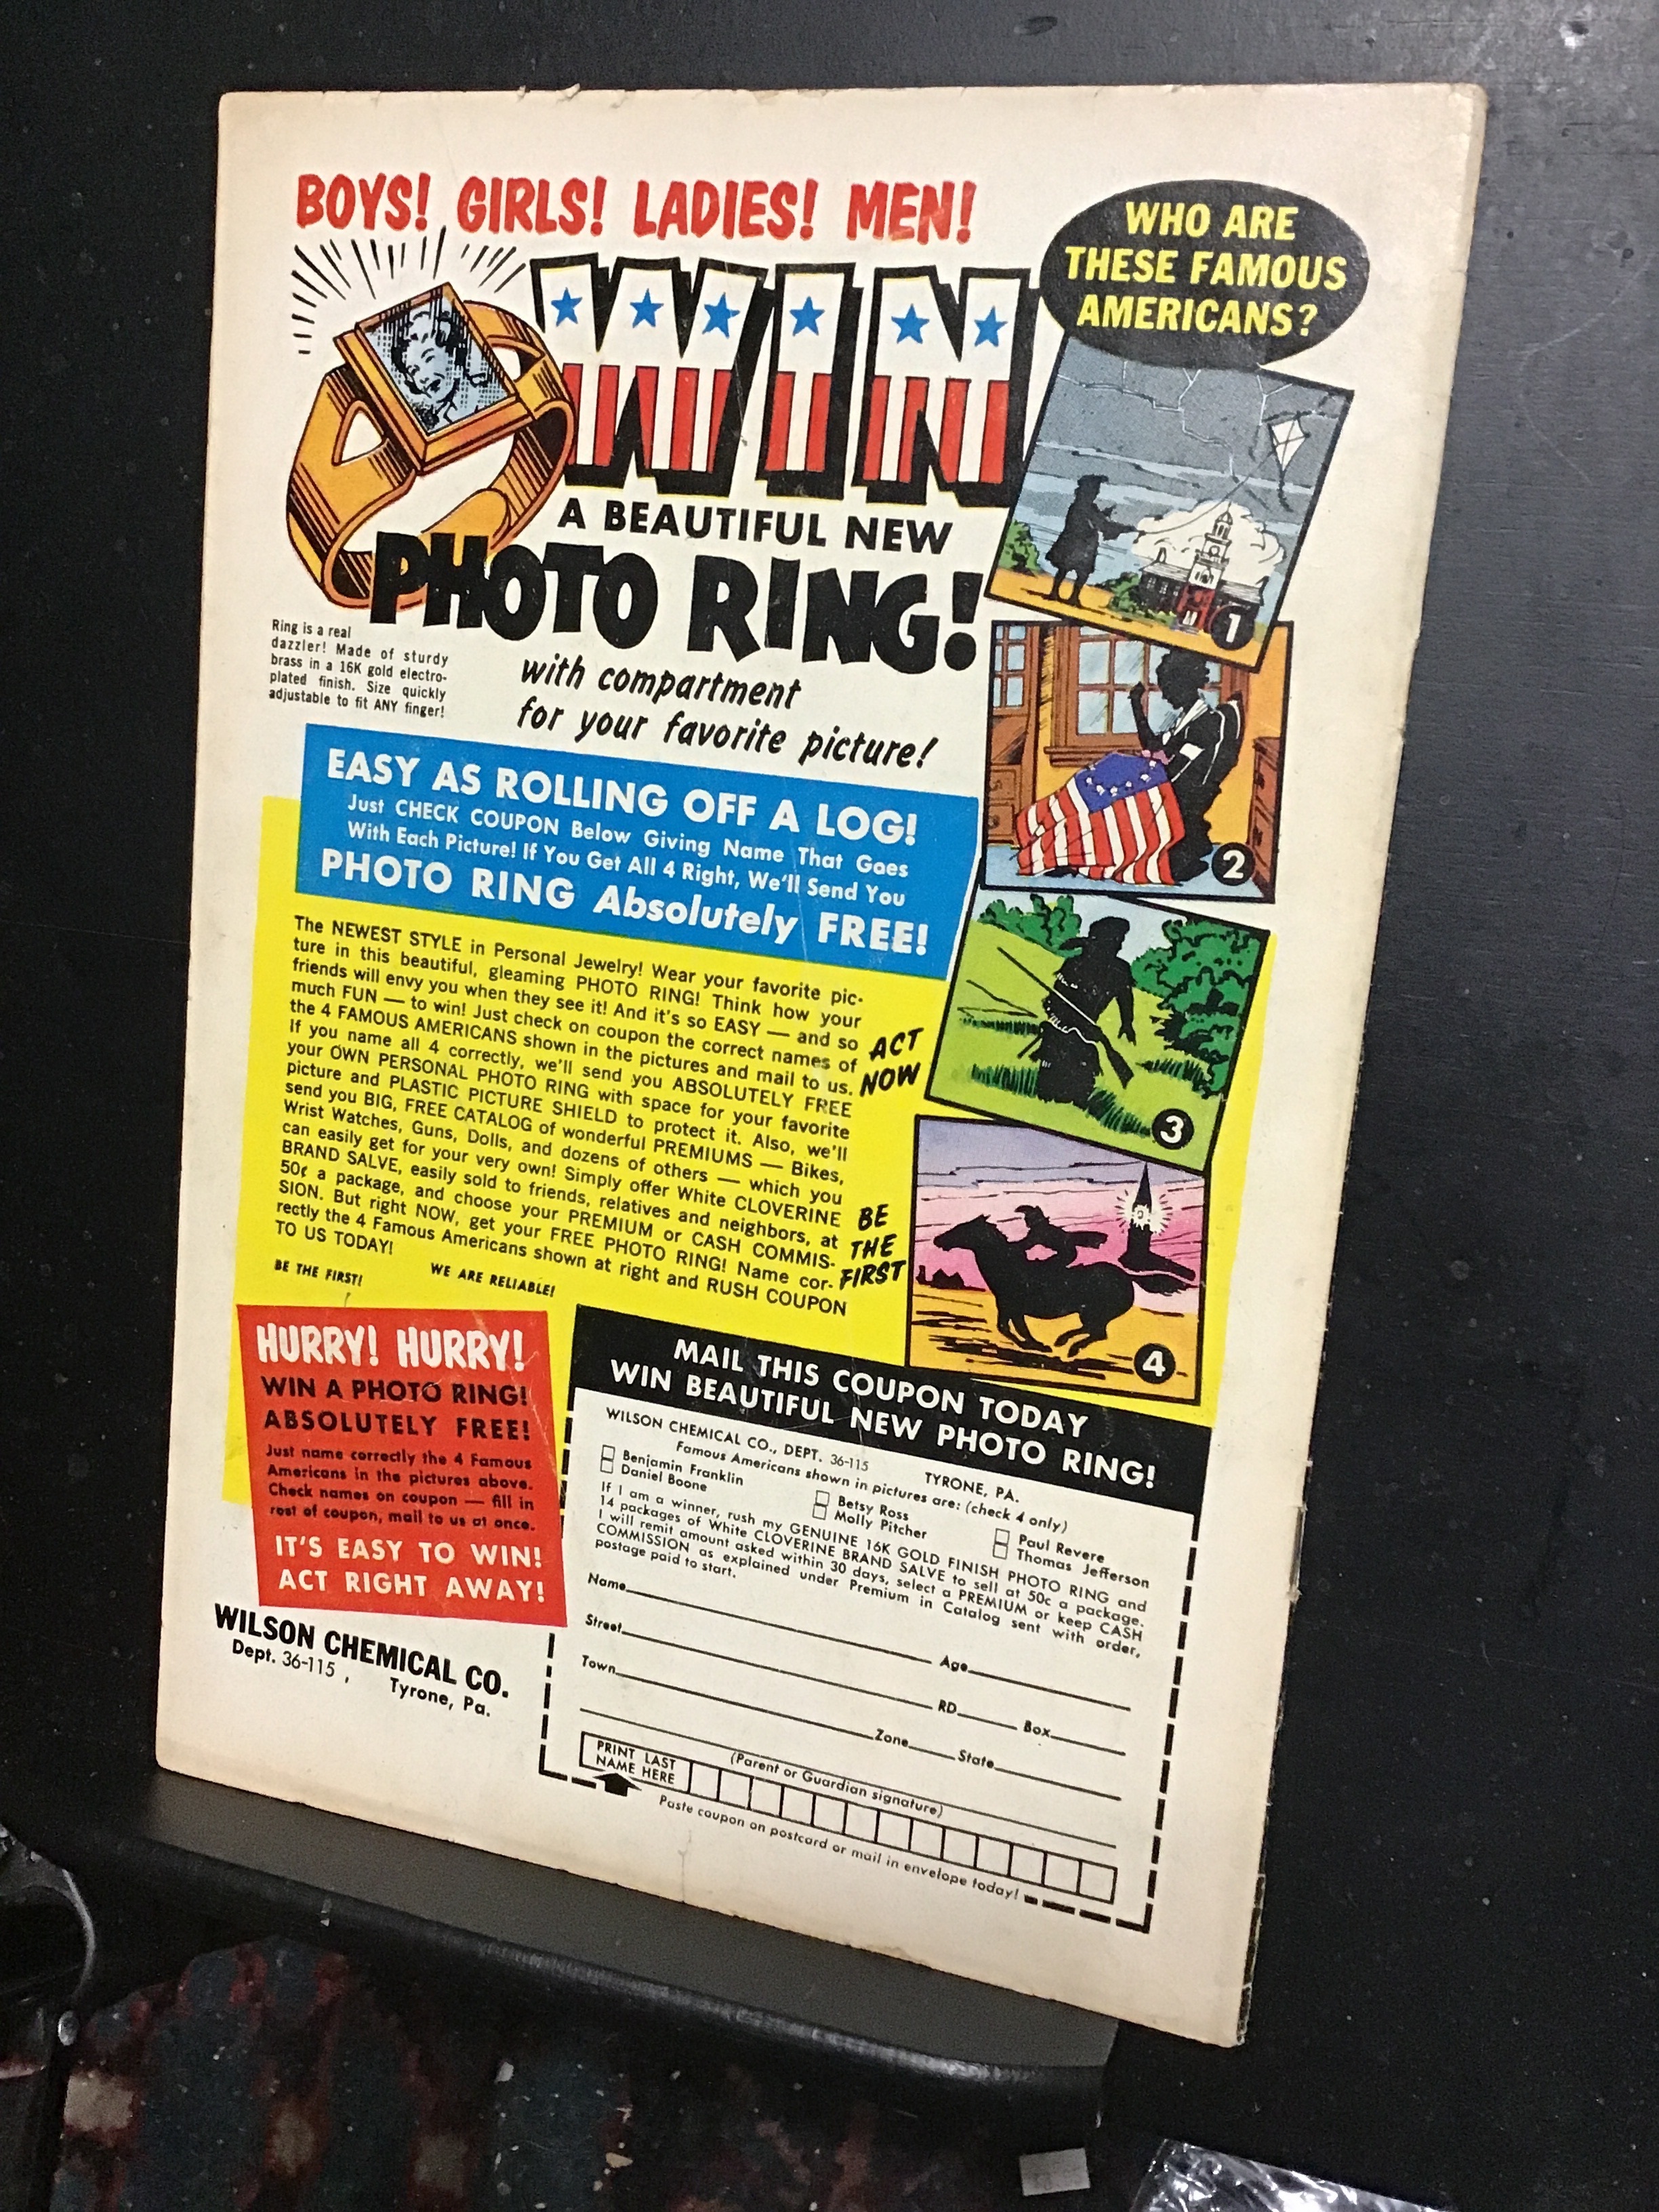 BOYS! GIRLS! LADIES! MEN!
WIN
A BEAUTIFUL NEW
PHOTO RING!
with compartment
for your favorite picture!
Ring is a real
dazzler! Made of sturdy
brass in a 16K gold electro-
plated finish. Size quickly
adjustable to fit ANY finger!
WHO ARE
THESE FAMOUS
AMERICANS?
1
2
3
4
EASY AS ROLLING OFF A LOG!
Just CHECK COUPON Below Giving Name That Goes
With Each Picture! If You Get All 4 Right, We'll Send You
PHOTO RING Absolutely FREE!
The NEWEST STYLE in Personal Jewelry! Wear your favorite pic-
ture in this beautiful, gleaming PHOTO RING! Think how your
friends will envy you when they see it! And it's so EASY — and so
much FUN — to win! Just check on coupon the correct names of
the 4 FAMOUS AMERICANS shown in the pictures and mail to us.
If you name all 4 correctly, we'll send you ABSOLUTELY FREE
your OWN PERSONAL PHOTO RING with space for your favorite
picture and PLASTIC PICTURE SHIELD to protect it. Also, we'll
send you BIG, FREE CATALOG of wonderful PREMIUMS — Bikes,
Wrist Watches, Guns, Dolls, and dozens of others — which you
can easily get for your very own! Simply offer White CLOVERINE
BRAND SALVE, easily sold to friends, relatives and neighbors, at
50¢ a package, and choose your PREMIUM or CASH COMMIS-
SION. But right NOW, get your FREE PHOTO RING! Name cor-
rectly the 4 Famous Americans shown at right and RUSH COUPON
TO US TODAY!
BE THE FIRST! WE ARE RELIABLE!
ACT
NOW
BE
THE
FIRST
HURRY! HURRY!
WIN A PHOTO RING!
ABSOLUTELY FREE!
Just name correctly the 4 Famous
Americans in the pictures above.
Check names on coupon — fill in
rest of coupon, mail to us at once.
IT'S EASY TO WIN!
ACT RIGHT AWAY!
WILSON CHEMICAL CO.
Dept. 36-115, Tyrone, Pa.
MAIL THIS COUPON TODAY
WIN BEAUTIFUL NEW PHOTO RING!
WILSON CHEMICAL CO., DEPT. 36-115 TYRONE, PA.
Famous Americans shown in pictures are: (check 4 only)
Benjamin Franklin Betsy Ross Paul Revere
Daniel Boone Molly Pitcher Thomas Jefferson
If I am a winner, rush my GENUINE 16K GOLD FINISH PHOTO RING and
14 packages of White CLOVERINE BRAND SALVE to sell at 50c a package.
I will remit amount asked within 30 days, select a PREMIUM or keep CASH
COMMISSION as explained under Premium in Catalog sent with order,
postage paid to start.
Name Age
Street RD Box
Town Zone State
(Parent or Guardian signature)
PRINT LAST
NAME HERE
Paste coupon on postcard or mail in envelope today!